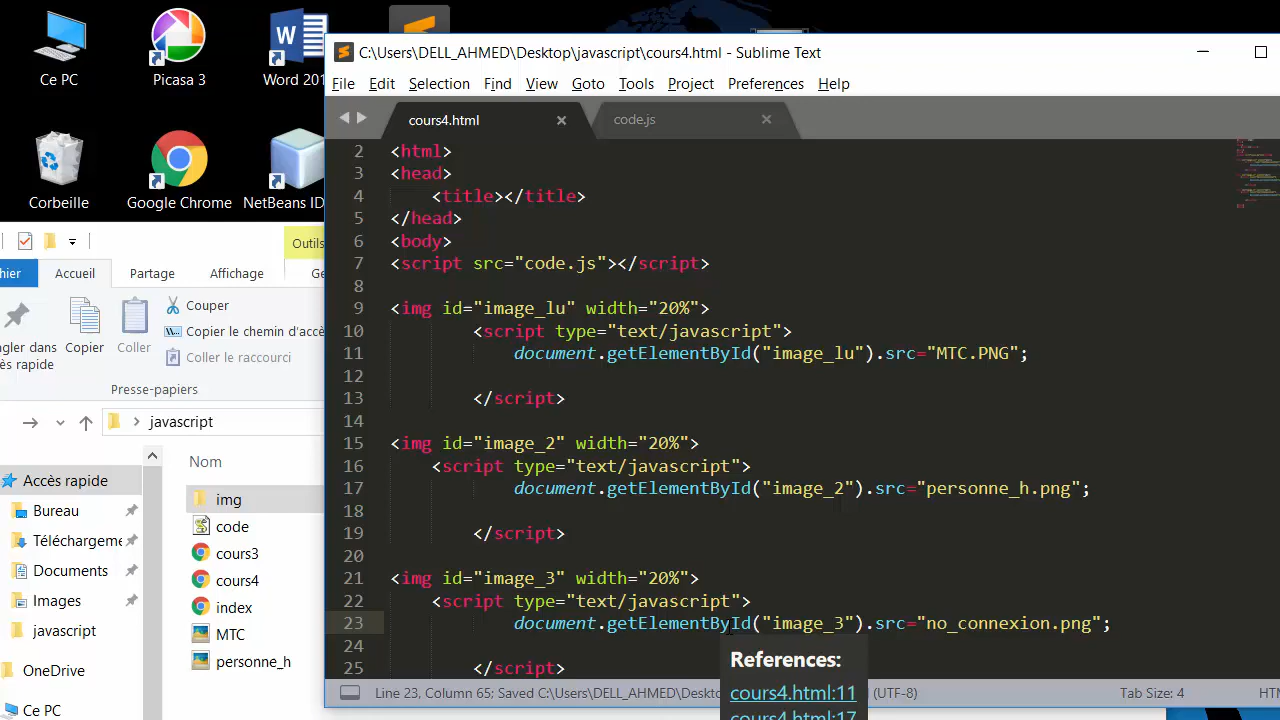 Ce PC
Picasa 3
Word 201
Corbeille
Google Chrome
NetBeans ID
C:\Users\DELL_AHMED\Desktop\javascript\cours4.html - Sublime Text
File Edit Selection Find View Goto Tools Project Preferences Help
cours4.html
code.js
2 <html>
3 <head>
4 <title></title>
5 </head>
6 <body>
7 <script src="code.js"></script>
8
9 <img id="image_lu" width="20%">
10 <script type="text/javascript">
11 document.getElementById("image_lu").src="MTC.PNG";
12
13 </script>
14
15 <img id="image_2" width="20%">
16 <script type="text/javascript">
17 document.getElementById("image_2").src="personne_h.png";
18
19 </script>
20
21 <img id="image_3" width="20%">
22 <script type="text/javascript">
23 document.getElementById("image_3").src="no_connexion.png";
24
25 </script>
References:
cours4.html:11
cours4.html:17
Line 23, Column 65; Saved C:\Users\DELL_AHMED\Deskto
(UTF-8)
Tab Size: 4
HTM
Outils
hier
Accueil
Partage
Affichage
Ge
ngler dans
ès rapide
Copier
Coller
Couper
Copier le chemin d'accè
Coller le raccourci
Presse-papiers
javascript
Nom
Accès rapide
Bureau
Téléchargeme
Documents
Images
javascript
OneDrive
Ce PC
img
code
cours3
cours4
index
MTC
personne_h